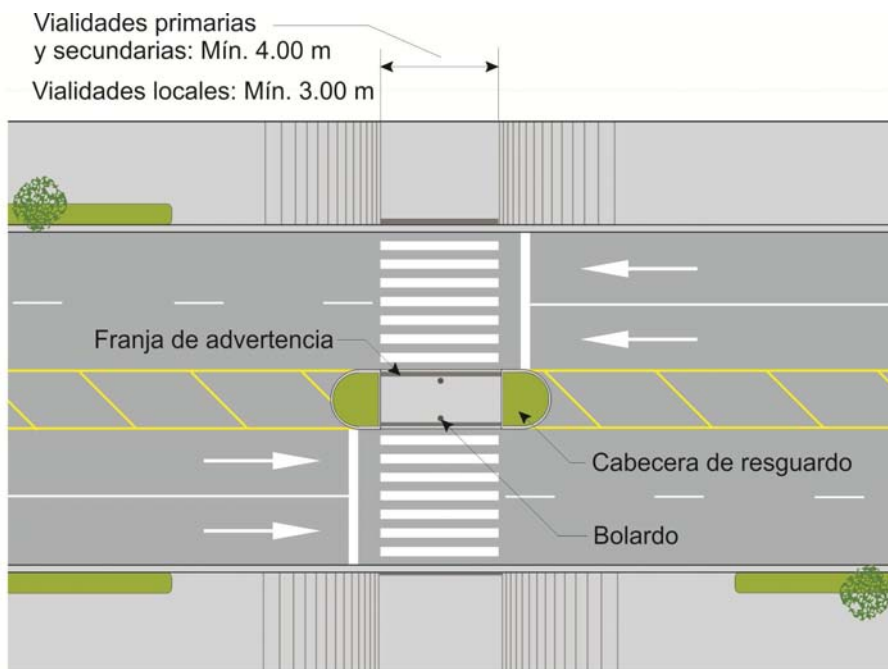 Vialidades primarias
y secundarias: Mín. 4.00 m
Vialidades locales: Mín. 3.00 m
Franja de advertencia
Cabecera de resguardo
Bolardo